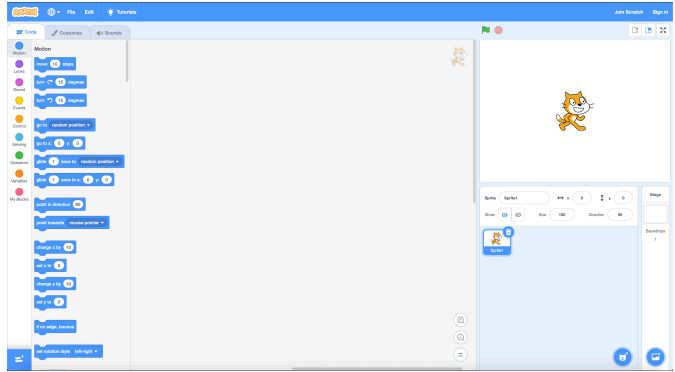 SCRATCH File Edit Tutorials Join Scratch Sign in
Code Costumes Sounds
Motion
Looks
Sound
Events
Control
Sensing
Operators
Variables
My Blocks
Motion
move 10 steps
turn 15 degrees
turn 15 degrees
go to random position
go to x: 0 y: 0
glide 1 secs to random position
glide 1 secs to x: 0 y: 0
point in direction 90
point towards mouse-pointer
change x by 10
set x to 0
change y by 10
set y to 0
if on edge, bounce
set rotation style left-right
Sprite Sprite1 x 0 y 0
Show Size 100 Direction 90
Sprite1
Stage
Backdrops
1